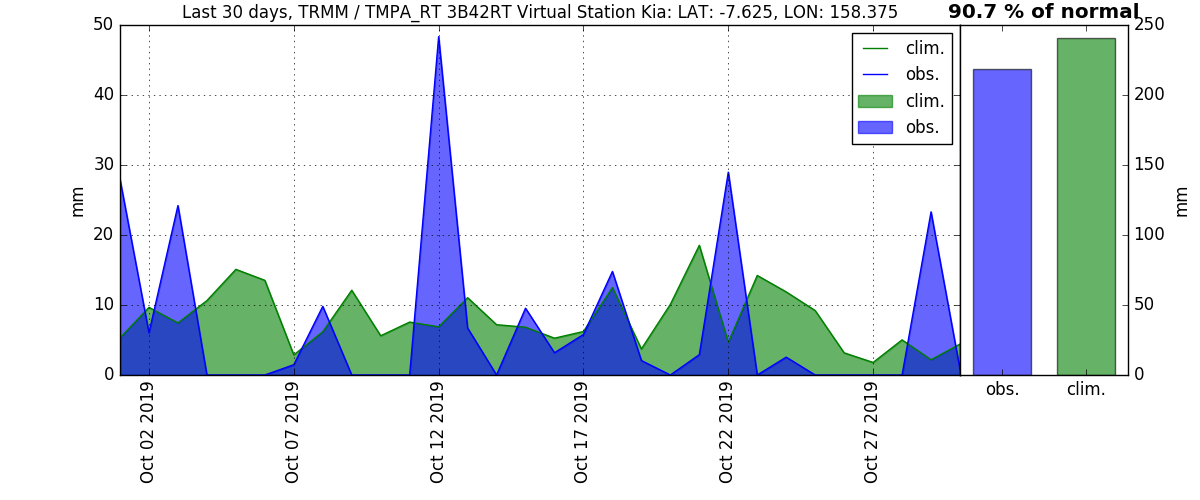 Last 30 days, TRMM / TMPA_RT 3B42RT Virtual Station Kia: LAT: -7.625, LON: 158.375
90.7 % of normal
50
40
30
20
10
0
mm
clim.
obs.
clim.
obs.
250
200
150
100
50
0
mm
obs.
clim.
Oct 02 2019
Oct 07 2019
Oct 12 2019
Oct 17 2019
Oct 22 2019
Oct 27 2019